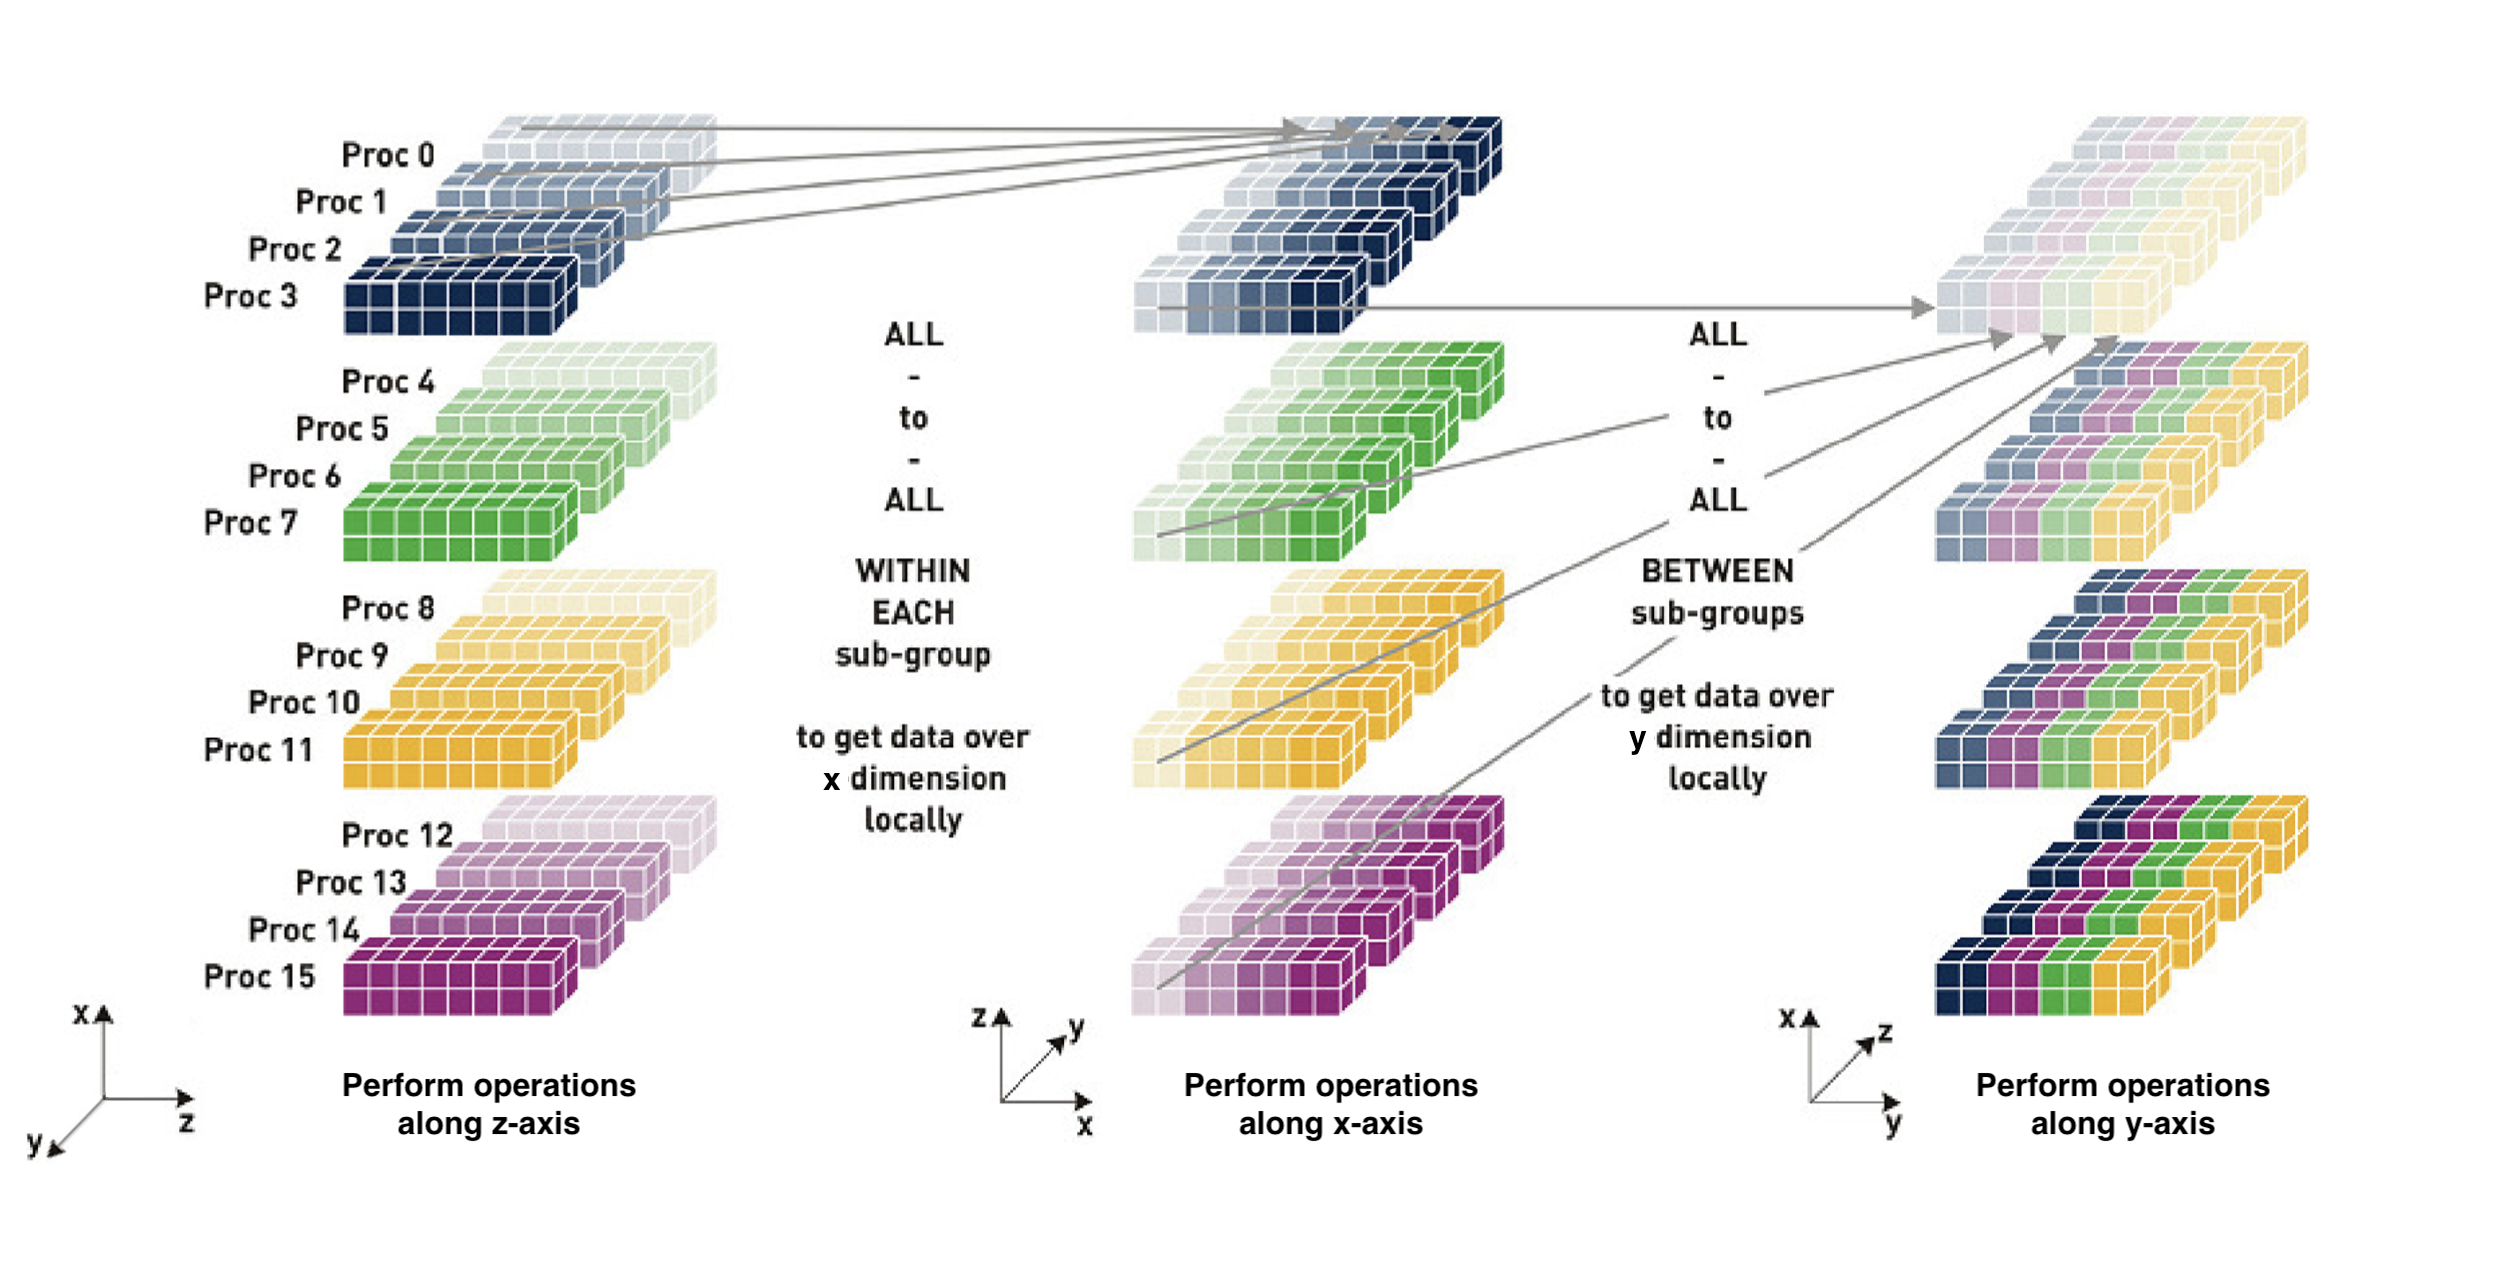 Proc 0
Proc 1
Proc 2
Proc 3
Proc 4
Proc 5
Proc 6
Proc 7
Proc 8
Proc 9
Proc 10
Proc 11
Proc 12
Proc 13
Proc 14
Proc 15
x
z
y
Perform operations
along z-axis
ALL
-
to
-
ALL
WITHIN
EACH
sub-group
to get data over
x dimension
locally
z
y
x
Perform operations
along x-axis
ALL
-
to
-
ALL
BETWEEN
sub-groups
to get data over
y dimension
locally
x
z
y
Perform operations
along y-axis